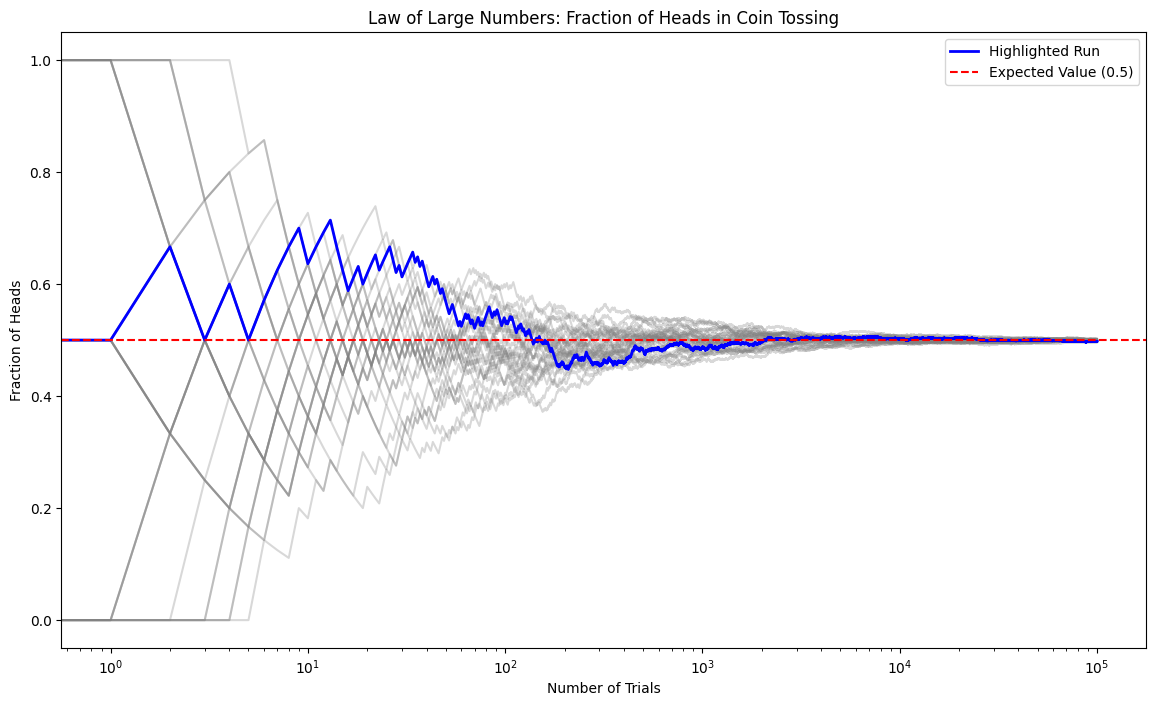 Law of Large Numbers: Fraction of Heads in Coin Tossing
Highlighted Run
Expected Value (0.5)
Fraction of Heads
1.0
0.8
0.6
0.4
0.2
0.0
10⁰
10¹
10²
10³
10⁴
10⁵
Number of Trials